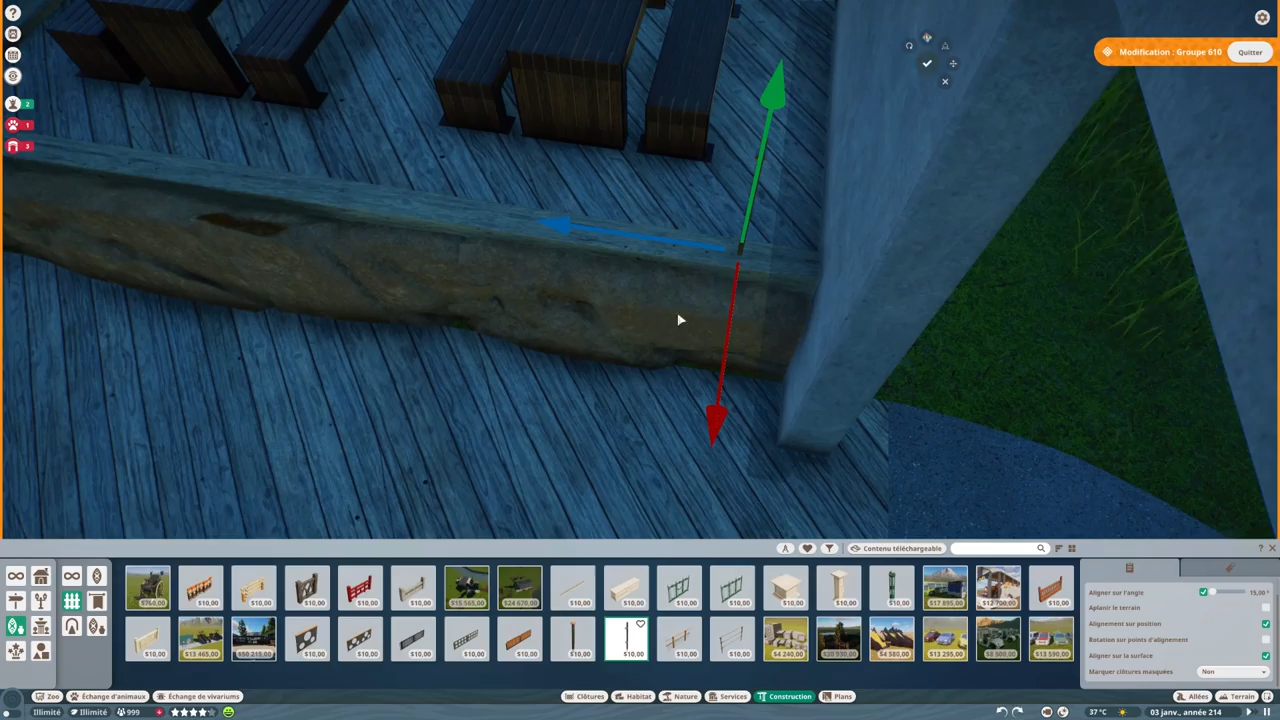 Modification : Groupe 610
Quitter
2
1
3
A
Contenu téléchargeable
?
$760,00
$10,00
$10,00
$10,00
$10,00
$10,00
$15 565,00
$24 670,00
$10,00
$10,00
$10,00
$10,00
$10,00
$10,00
$10,00
$17 895,00
$12 700,00
$10,00
$10,00
$13 465,00
$50 215,00
$10,00
$10,00
$10,00
$10,00
$10,00
$10,00
$10,00
$10,00
$10,00
$4 240,00
$4 580,00
$13 295,00
$8 500,00
$13 590,00
Aligner sur l'angle
15,00 °
Aplanir le terrain
Alignement sur position
Rotation sur points d'alignement
Aligner sur la surface
Marquer clôtures masquées
Non
Zoo
Échange d'animaux
Échange de vivariums
Clôtures
Habitat
Nature
Services
Construction
Plans
Allées
Terrain
Illimité
Illimité
999
37 °C
03 janv., année 214